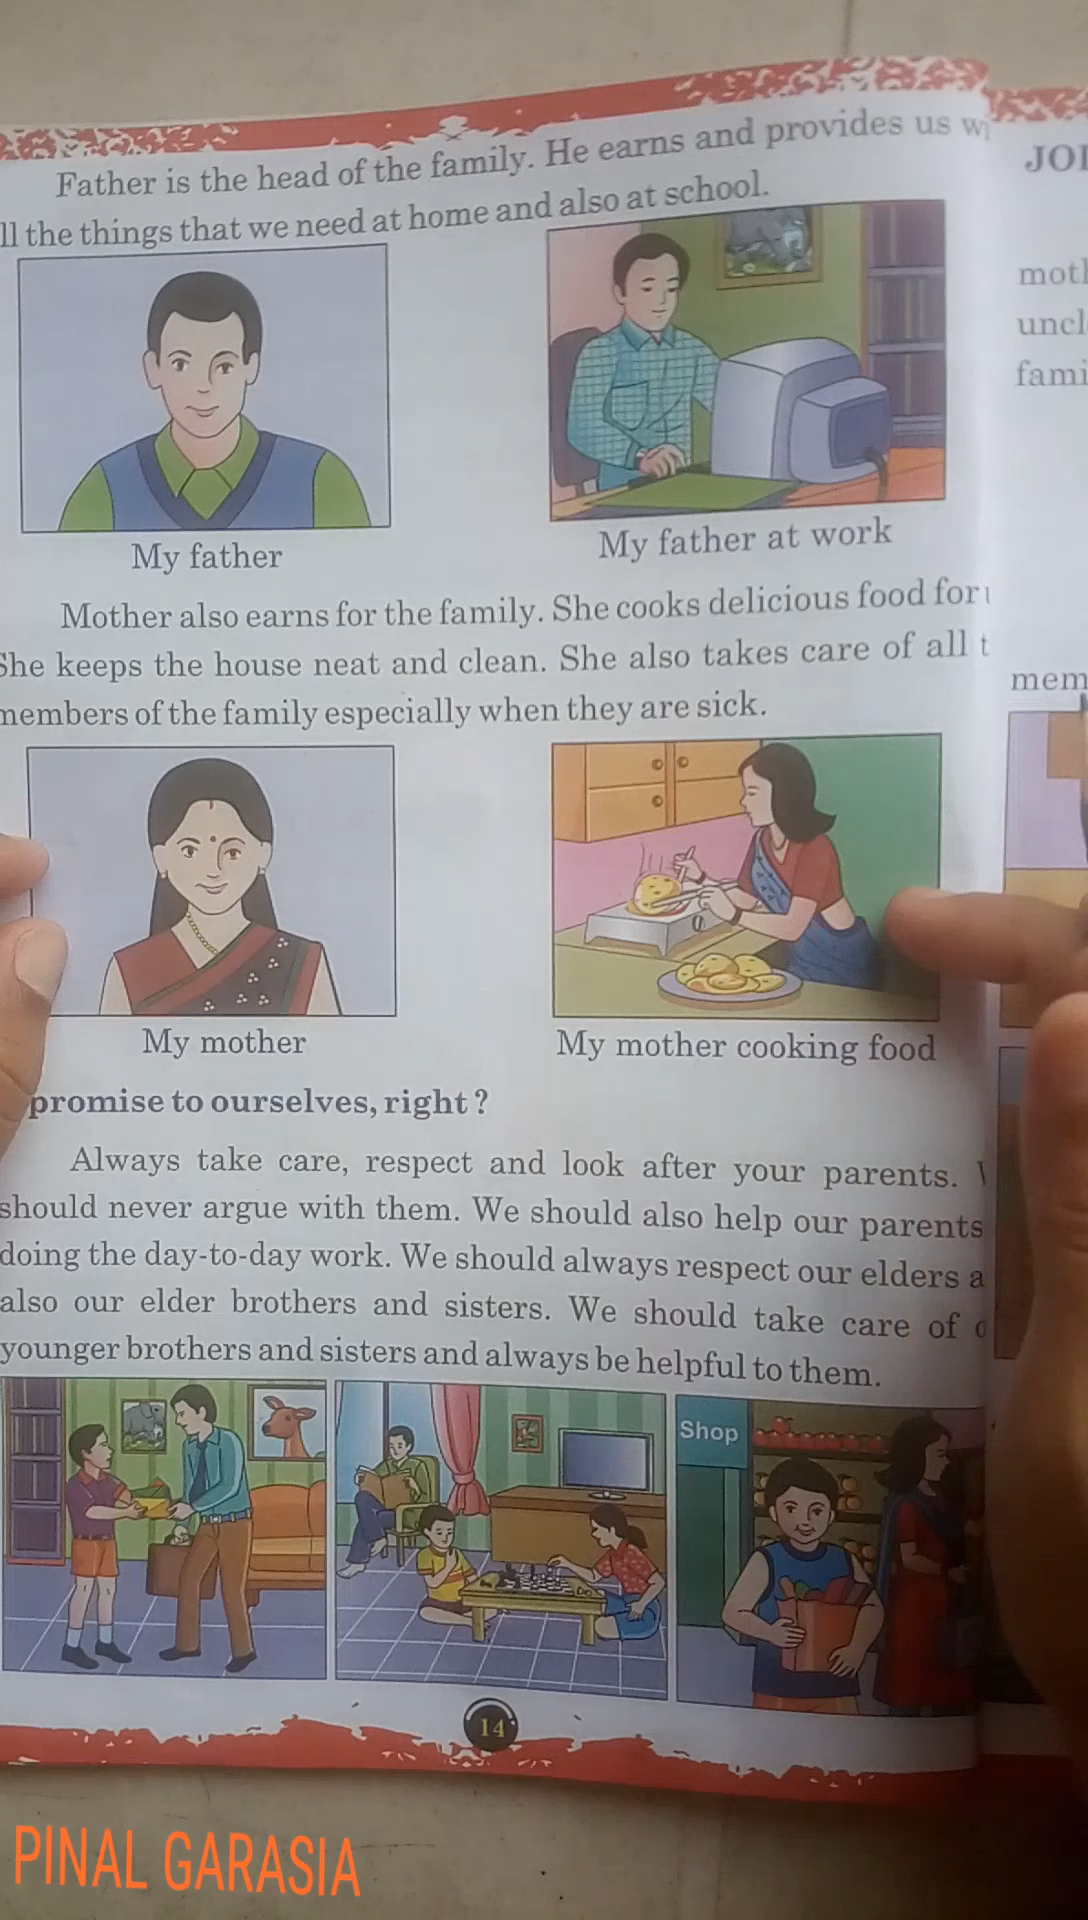 Father is the head of the family. He earns and provides us
the things that we need at home and also at school.
My father
My father at work
Mother also earns for the family. She cooks delicious food for
She keeps the house neat and clean. She also takes care of all t
members of the family especially when they are sick.
My mother
My mother cooking food
promise to ourselves, right ?
Always take care, respect and look after your parents.
should never argue with them. We should also help our parents
doing the day-to-day work. We should always respect our elders a
also our elder brothers and sisters. We should take care of
younger brothers and sisters and always be helpful to them.
Shop
14
JOI
moth
uncl
fami
mem
PINAL GARASIA